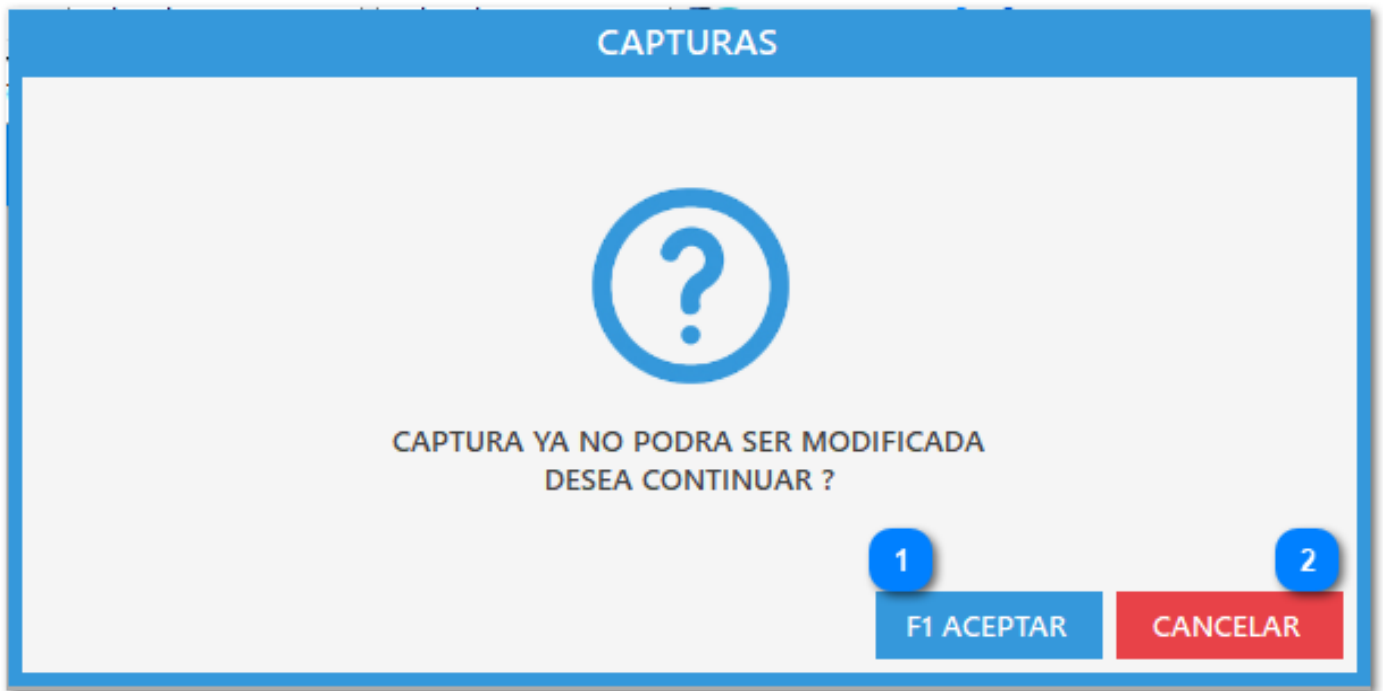 CAPTURAS
CAPTURA YA NO PODRA SER MODIFICADA
DESEA CONTINUAR ?
1
2
F1 ACEPTAR
CANCELAR